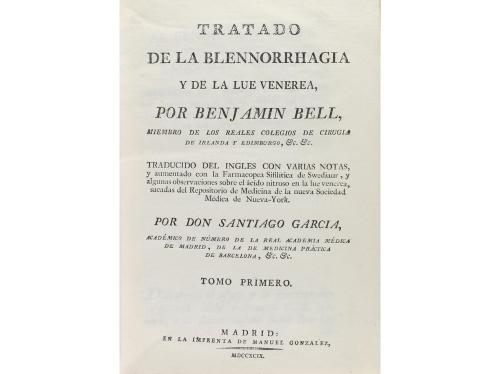 TRATADO
DE LA BLENNORRHAGIA
Y DE LA LUE VENEREA,
POR BENJAMIN BELL,
MIEMBRO DE LOS REALES COLEGIOS DE CIRUGIA
DE IRLANDA Y EDIMBURGO, &c. &c.
TRADUCIDO DEL INGLES CON VARIAS NOTAS,
y aumentado con la Farmacopea Sifilítica de Swediaur, y
algunas observaciones sobre el ácido nitroso en la lue venerea,
sacadas del Repositorio de Medicina de la nueva Sociedad
Médica de Nueva-York.
POR DON SANTIAGO GARCIA,
ACADÉMICO DE NÚMERO DE LA REAL ACADEMIA MÉDICA
DE MADRID, DE LA DE MEDICINA PRÁCTICA
DE BARCELONA, &c. &c.
TOMO PRIMERO.
MADRID:
EN LA IMPRENTA DE MANUEL GONZALEZ,
MDCCXCIX.